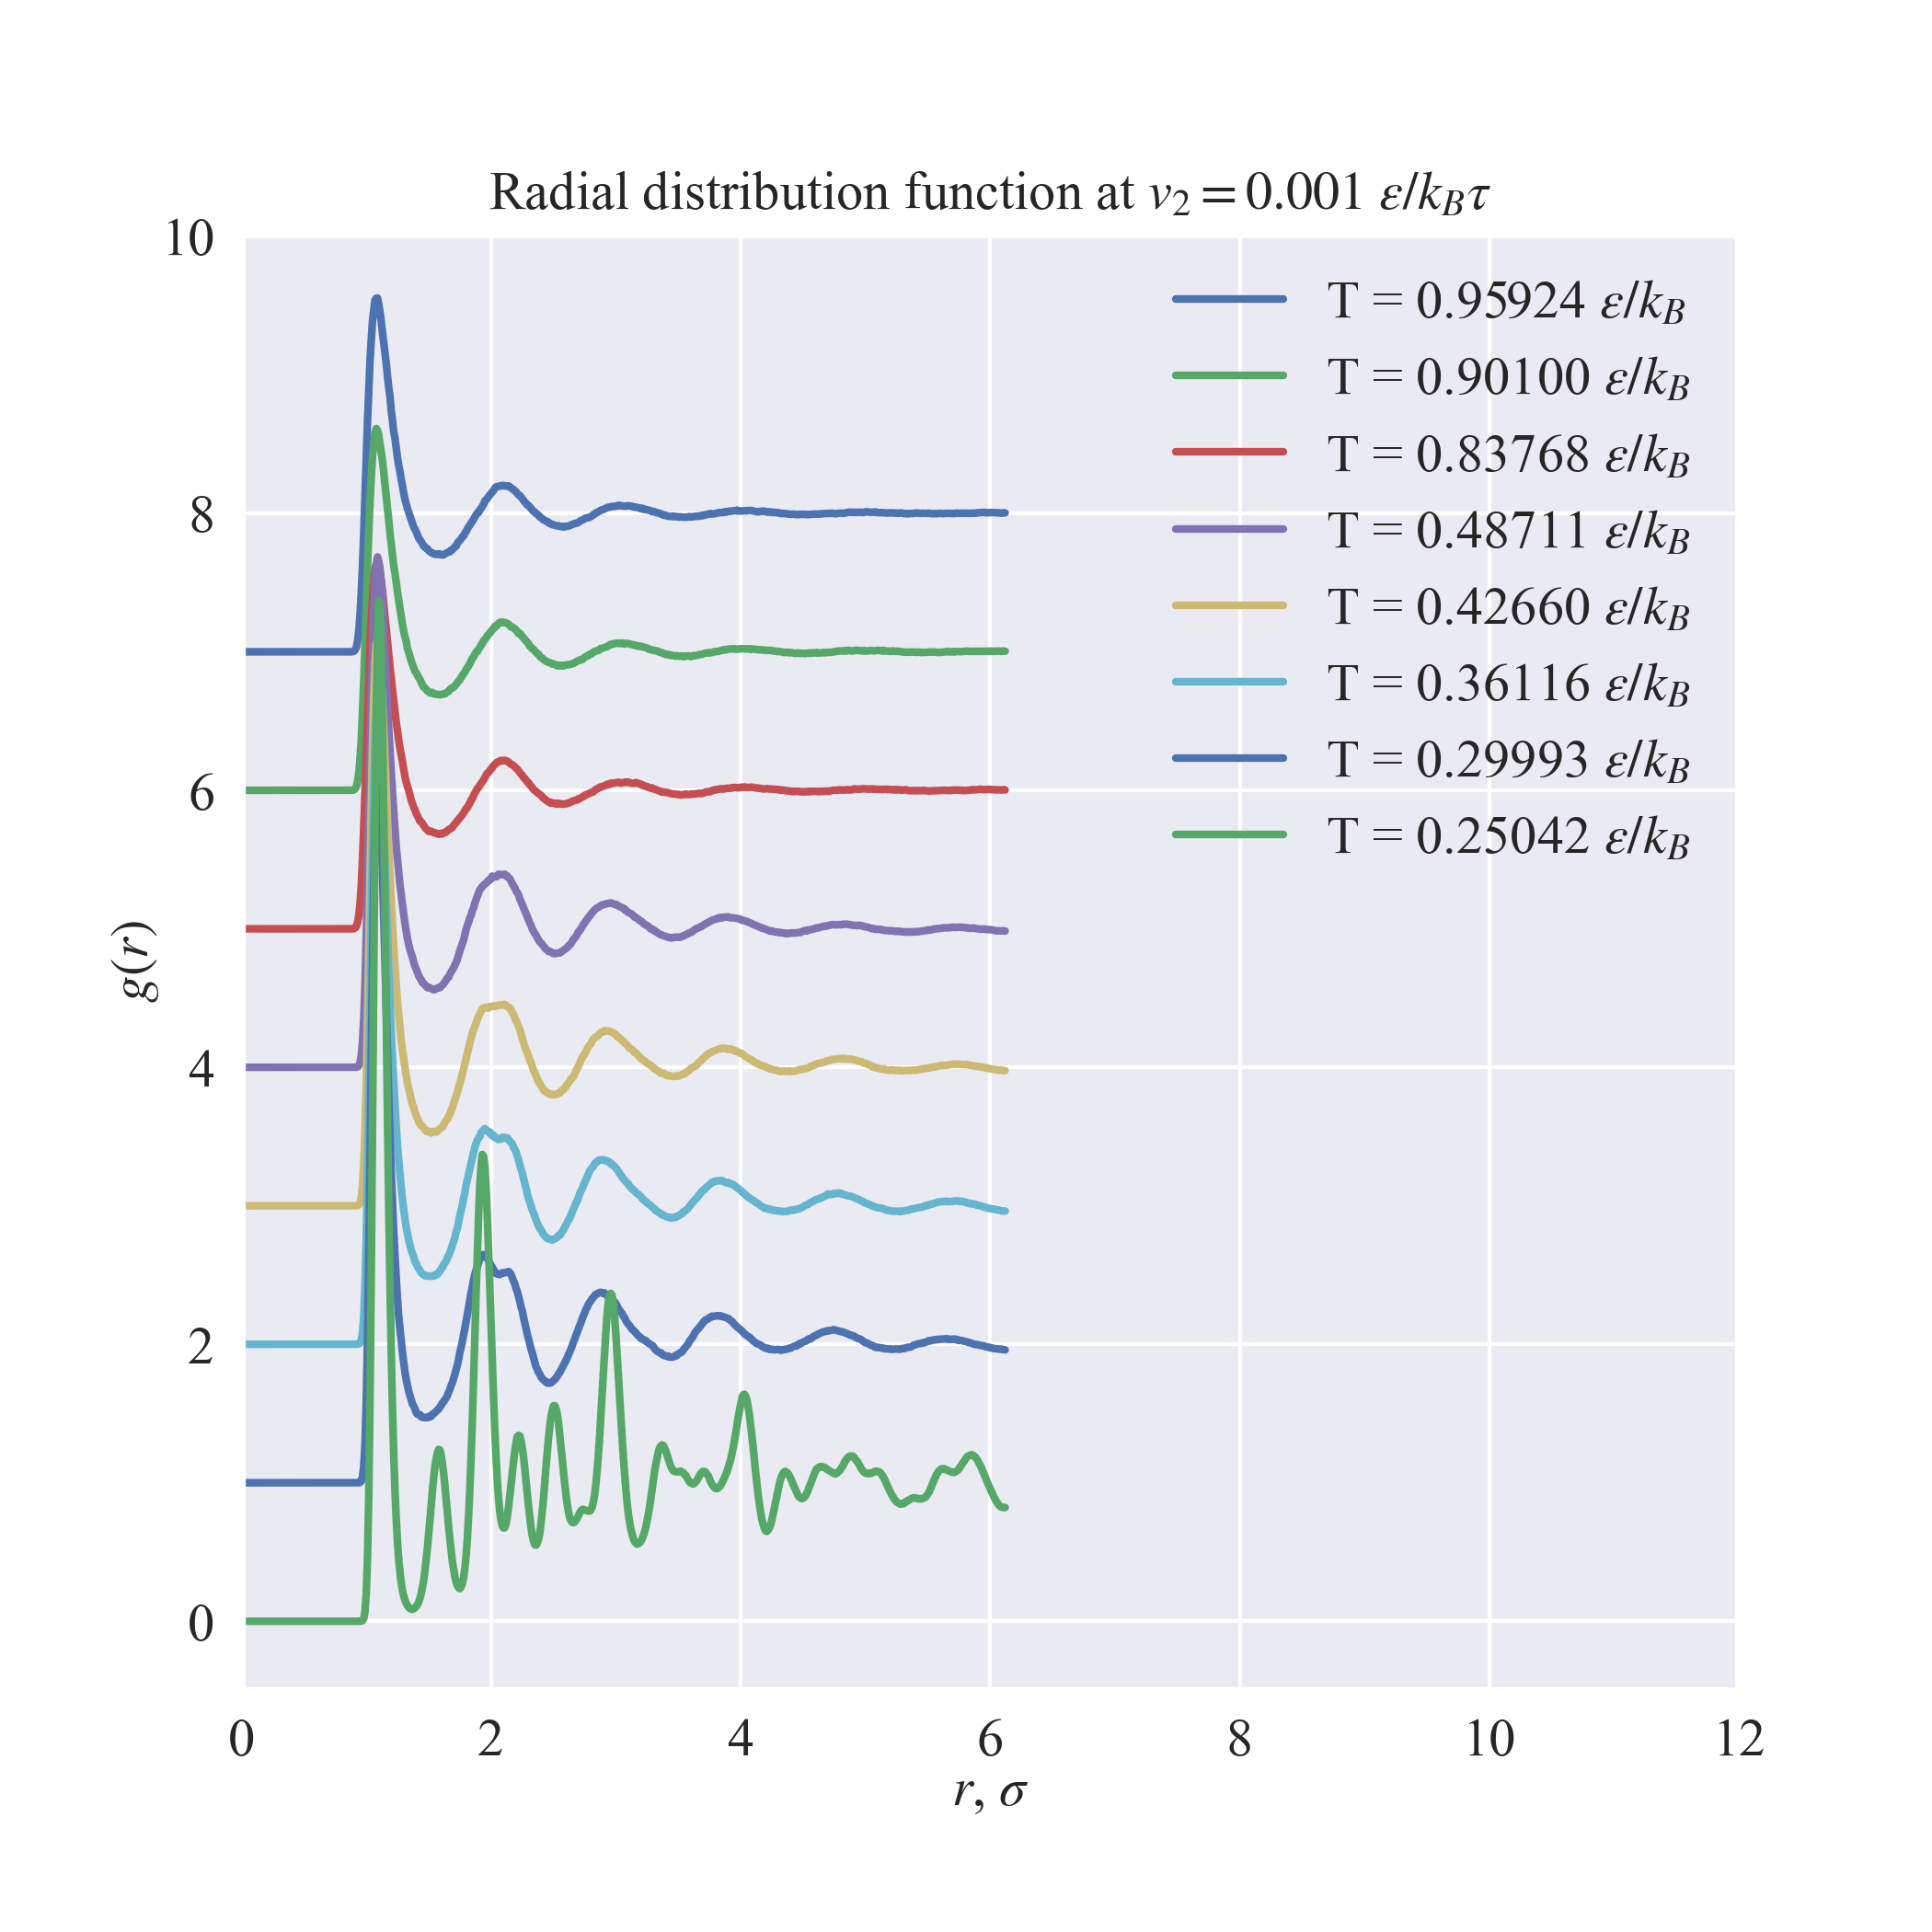 Radial distribution function at v₂ = 0.001 ε/k_Bτ
10
8
6
4
2
0
g(r)
T = 0.95924 ε/k_B
T = 0.90100 ε/k_B
T = 0.83768 ε/k_B
T = 0.48711 ε/k_B
T = 0.42660 ε/k_B
T = 0.36116 ε/k_B
T = 0.29993 ε/k_B
T = 0.25042 ε/k_B
0 2 4 6 8 10 12
r, σ